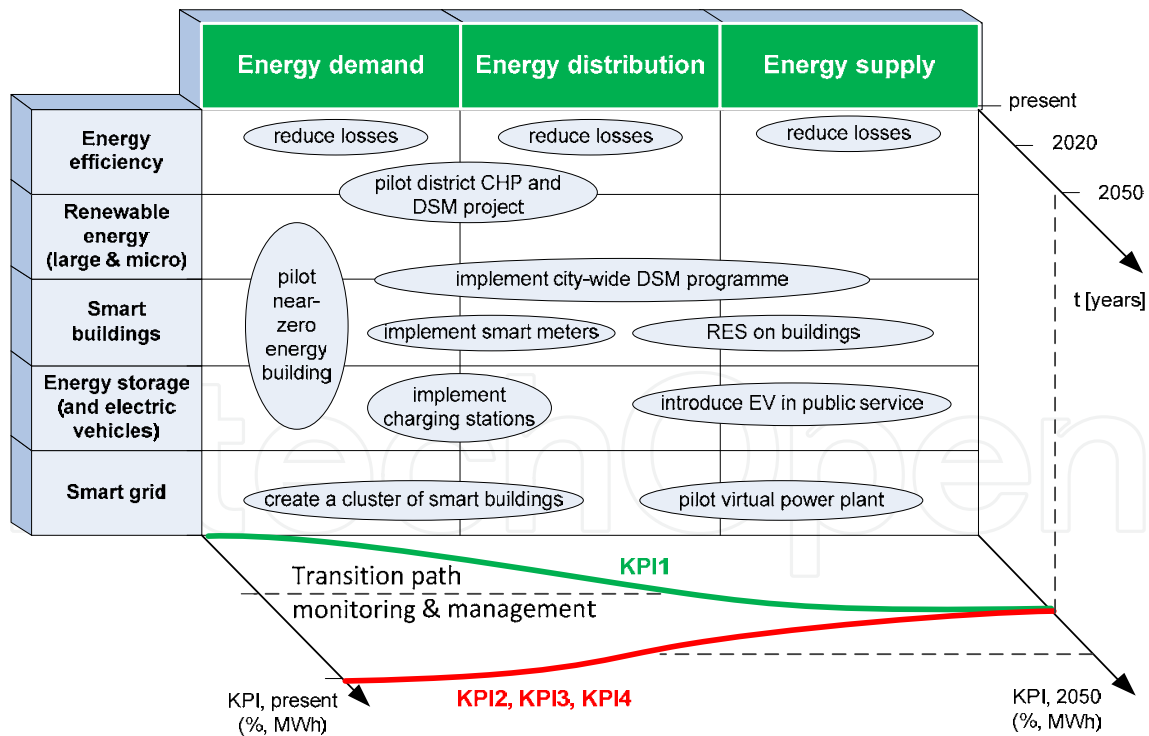 Energy demand
Energy distribution
Energy supply
present
2020
2050
t [years]
Energy
efficiency
reduce losses
reduce losses
reduce losses
pilot district CHP and
DSM project
Renewable
energy
(large & micro)
pilot
near-
zero
energy
building
implement city-wide DSM programme
Smart
buildings
implement smart meters
RES on buildings
Energy storage
(and electric
vehicles)
implement
charging stations
introduce EV in public service
Smart grid
create a cluster of smart buildings
pilot virtual power plant
techOpen
KPI1
Transition path
monitoring & management
KPI2, KPI3, KPI4
KPI, present
(%, MWh)
KPI, 2050
(%, MWh)